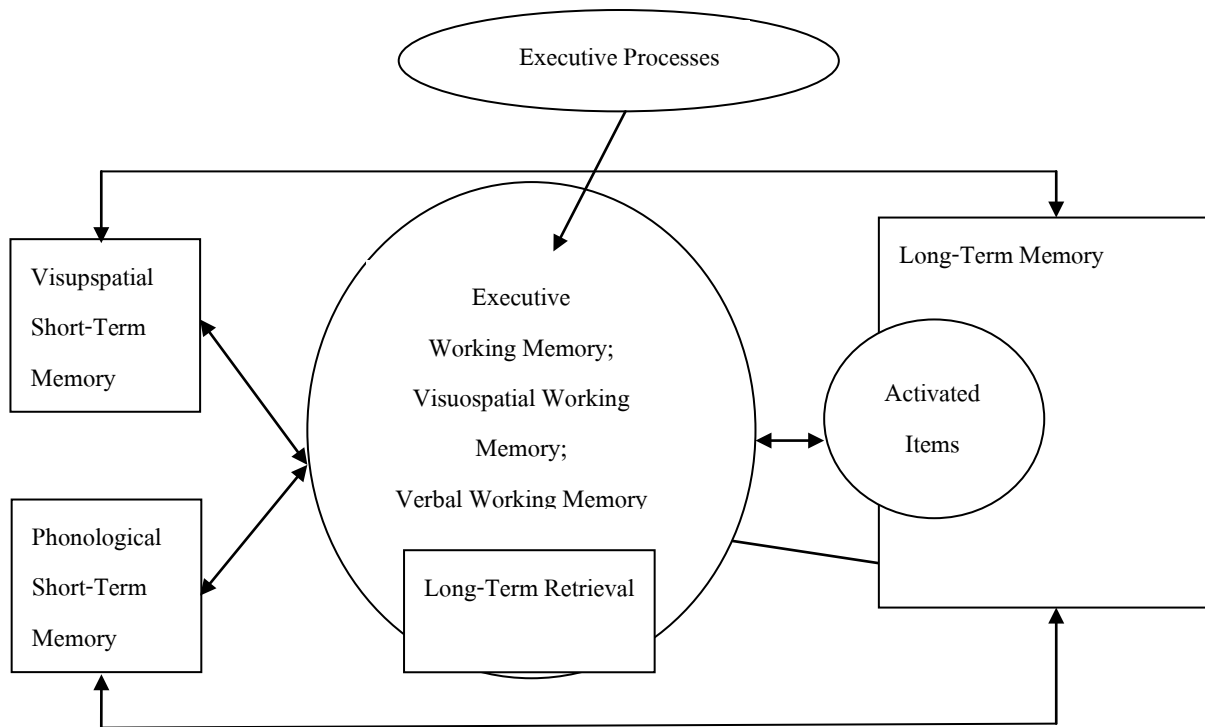 Executive Processes
Visupspatial
Short-Term
Memory
Executive
Working Memory;
Visuospatial Working
Memory;
Verbal Working Memory
Long-Term Memory
Activated
Items
Phonological
Short-Term
Memory
Long-Term Retrieval